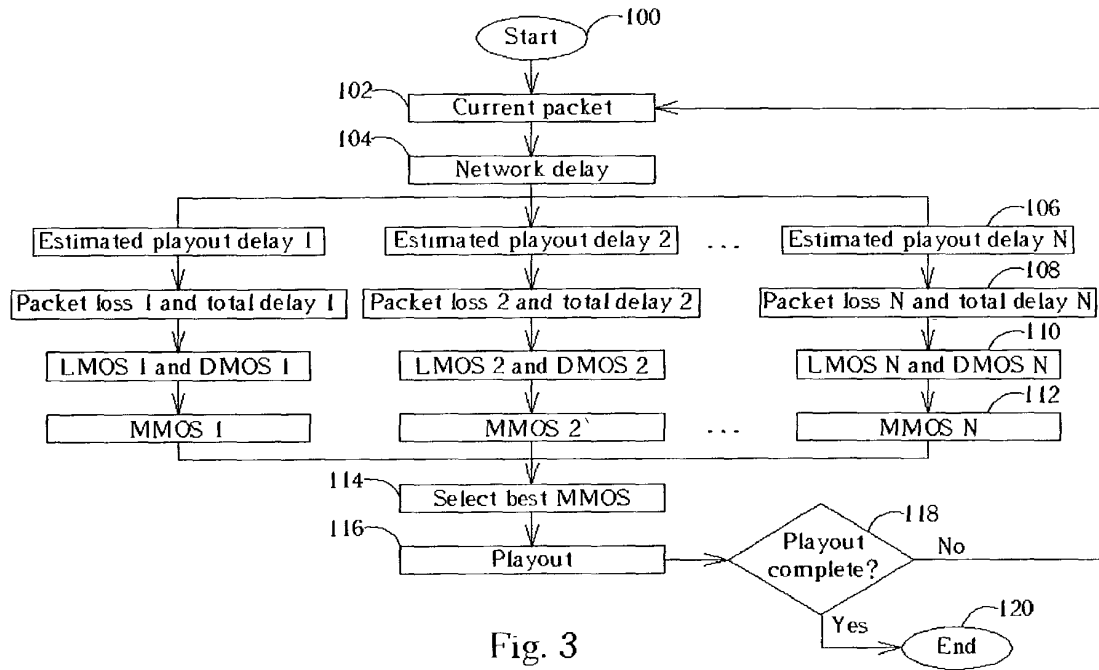 100
Start
102
Current packet
104
Network delay
106
Estimated playout delay 1
Estimated playout delay 2
...
Estimated playout delay N
108
Packet loss 1 and total delay 1
Packet loss 2 and total delay 2
Packet loss N and total delay N
110
LMOS 1 and DMOS 1
LMOS 2 and DMOS 2
LMOS N and DMOS N
112
MMOS 1
MMOS 2`
...
MMOS N
114
Select best MMOS
116
Playout
118
Playout
complete?
No
Yes
120
End
Fig. 3